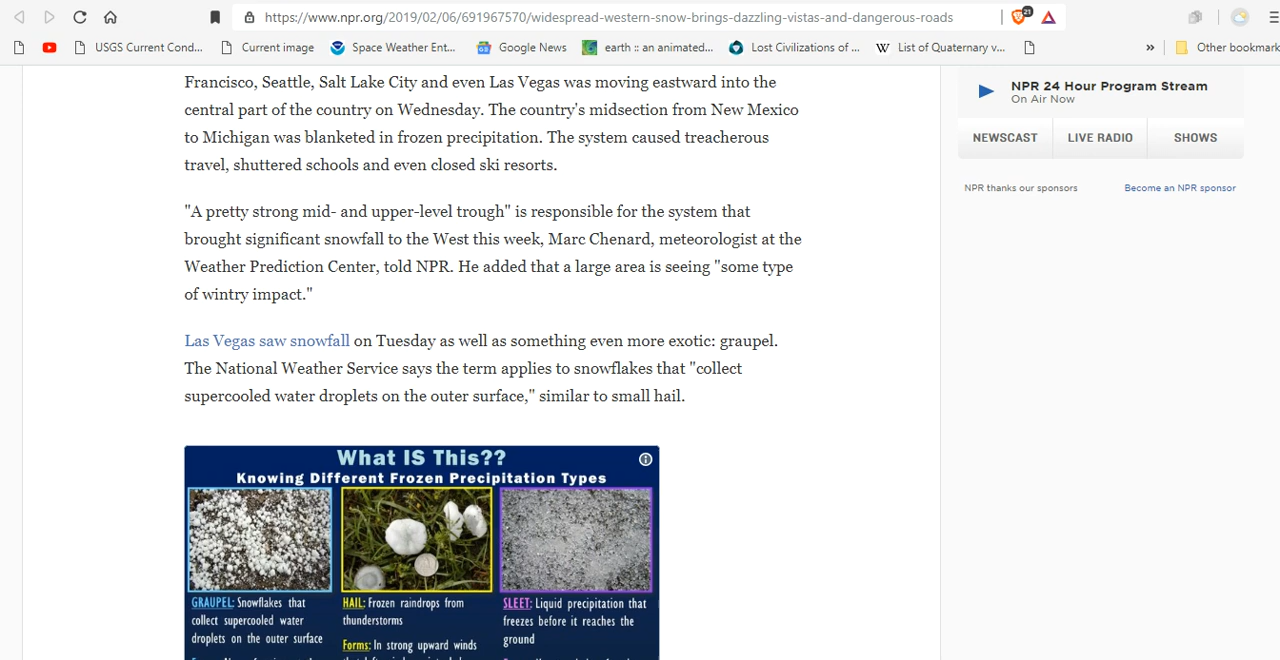 https://www.npr.org/2019/02/06/691967570/widespread-western-snow-brings-dazzling-vistas-and-dangerous-roads
21
USGS Current Cond...
Current image
Space Weather Ent...
Google News
earth :: an animated...
Lost Civilizations of ...
W List of Quaternary v...
»
Other bookmark
Francisco, Seattle, Salt Lake City and even Las Vegas was moving eastward into the
central part of the country on Wednesday. The country's midsection from New Mexico
to Michigan was blanketed in frozen precipitation. The system caused treacherous
travel, shuttered schools and even closed ski resorts.
"A pretty strong mid- and upper-level trough" is responsible for the system that
brought significant snowfall to the West this week, Marc Chenard, meteorologist at the
Weather Prediction Center, told NPR. He added that a large area is seeing "some type
of wintry impact."
Las Vegas saw snowfall on Tuesday as well as something even more exotic: graupel.
The National Weather Service says the term applies to snowflakes that "collect
supercooled water droplets on the outer surface," similar to small hail.
What IS This??
Knowing Different Frozen Precipitation Types
GRAUPEL: Snowflakes that
collect supercooled water
droplets on the outer surface
HAIL: Frozen raindrops from
thunderstorms
Forms: In strong upward winds
SLEET: Liquid precipitation that
freezes before it reaches the
ground
NPR 24 Hour Program Stream
On Air Now
NEWSCAST
LIVE RADIO
SHOWS
NPR thanks our sponsors
Become an NPR sponsor